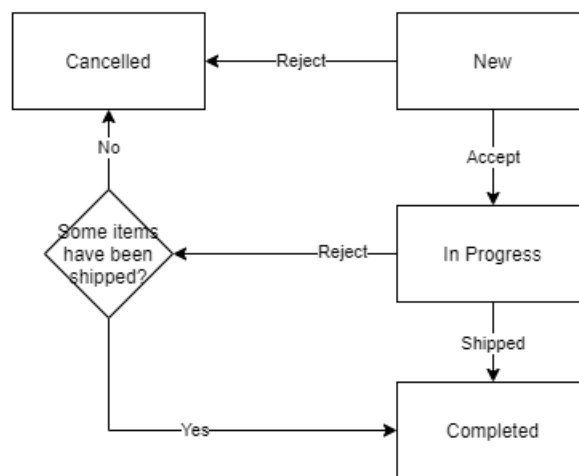 Cancelled
Reject
New
No
Accept
Some items
have been
shipped?
Reject
In Progress
Shipped
Yes
Completed